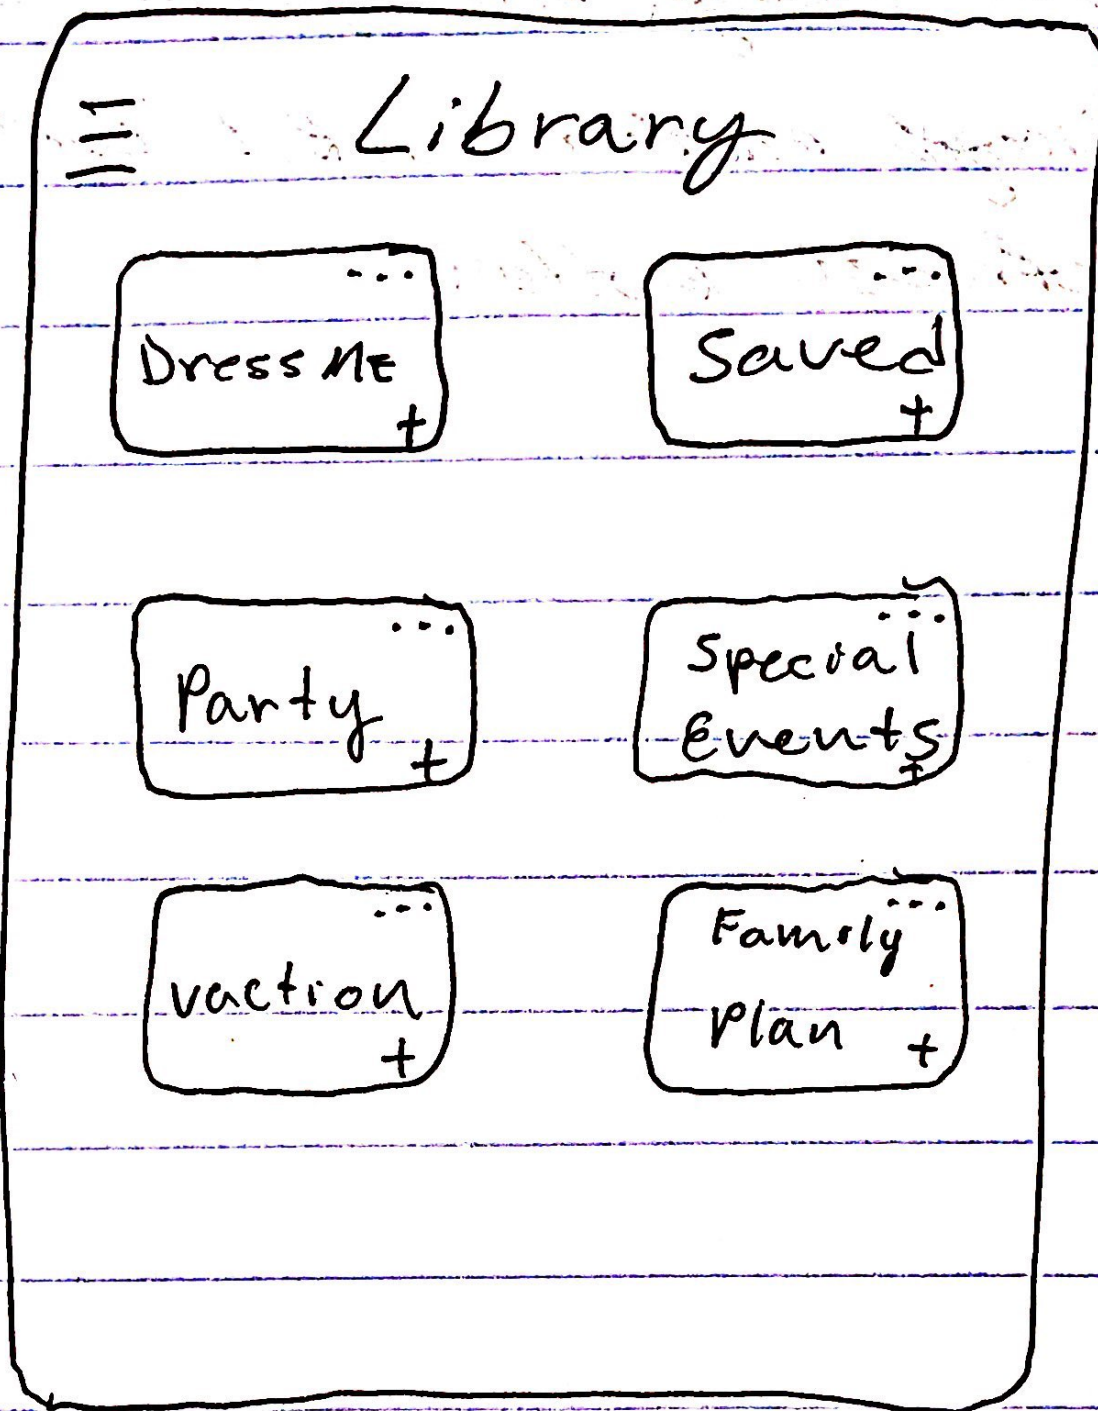 Library
Dress ME
Saved
Party
Special
Events
vaction
Family
Plan